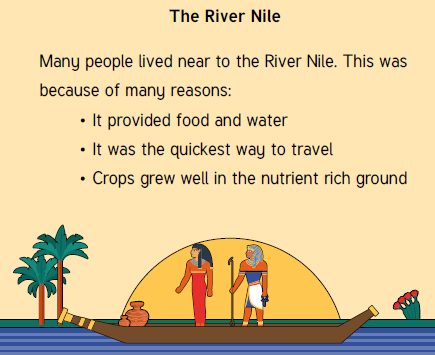 The River Nile
Many people lived near to the River Nile. This was
because of many reasons:
• It provided food and water
• It was the quickest way to travel
• Crops grew well in the nutrient rich ground